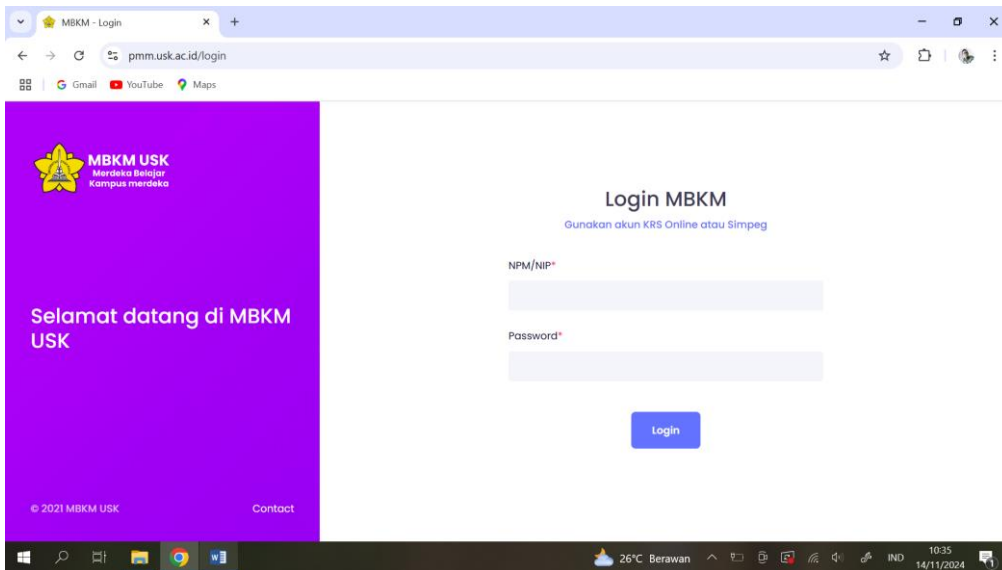 MBKM - Login
pmm.usk.ac.id/login
Gmail YouTube Maps
MBKM USK
Merdeka Belajar
Kampus merdeka
Selamat datang di MBKM
USK
© 2021 MBKM USK Contact
Login MBKM
Gunakan akun KRS Online atau Simpeg
NPM/NIP*
Password*
Login
26°C Berawan IND 10:35
14/11/2024